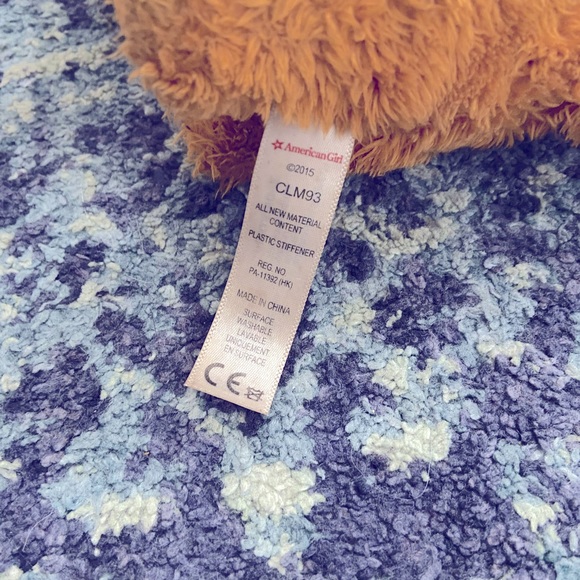 American Girl
©2015
CLM93
ALL NEW MATERIAL
CONTENT
PLASTIC STIFFENER
REG. NO.
PA-11392 (HK)
MADE IN CHINA
SURFACE
WASHABLE
LAVABLE
UNIQUEMENT
EN SURFACE
CE